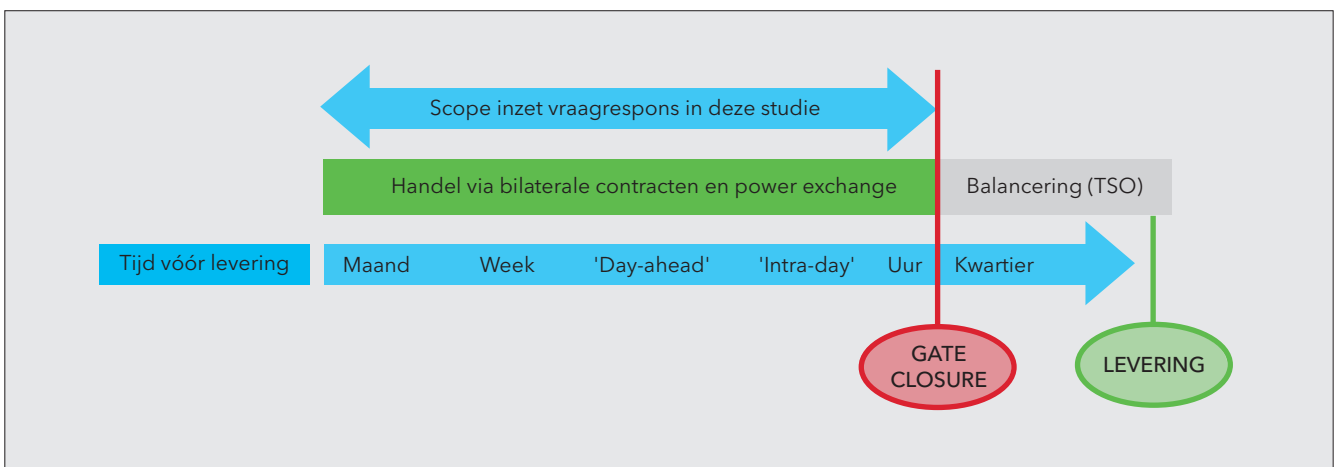 Scope inzet vraagrespons in deze studie
Handel via bilaterale contracten en power exchange
Balancering (TSO)
Tijd vóór levering
Maand
Week
'Day-ahead'
'Intra-day'
Uur
Kwartier
GATE
CLOSURE
LEVERING